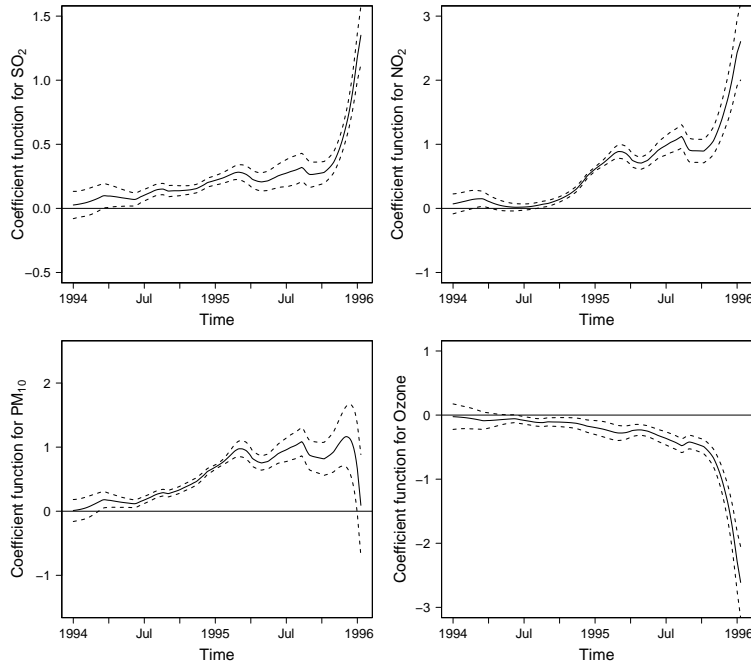 Coefficient function for SO2
1.5
1.0
0.5
0.0
−0.5
1994
Jul
1995
Jul
1996
Time
Coefficient function for NO2
3
2
1
0
−1
1994
Jul
1995
Jul
1996
Time
Coefficient function for PM10
2
1
0
−1
1994
Jul
1995
Jul
1996
Time
Coefficient function for Ozone
1
0
−1
−2
−3
1994
Jul
1995
Jul
1996
Time